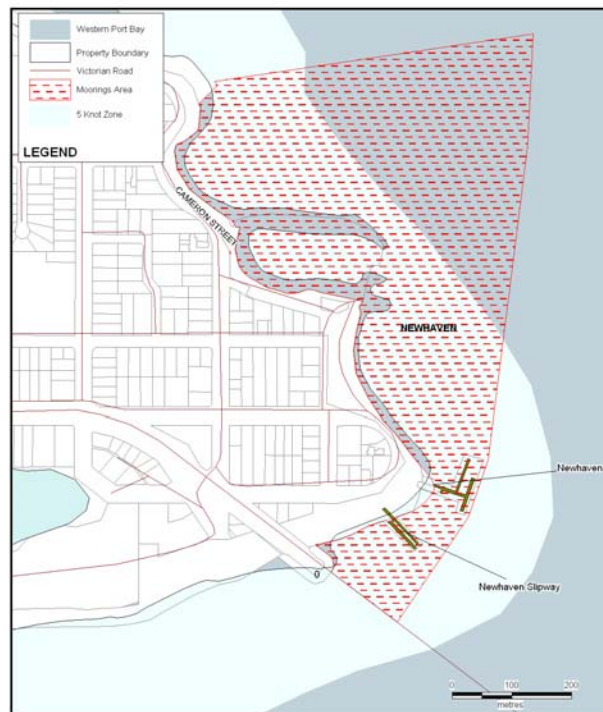 Western Port Bay
Property Boundary
Victorian Road
Moorings Area
5 Knot Zone
LEGEND
CAMERON STREET
NEWHAVEN
Newhaven
Newhaven Slipway
0
0 100 200
metres